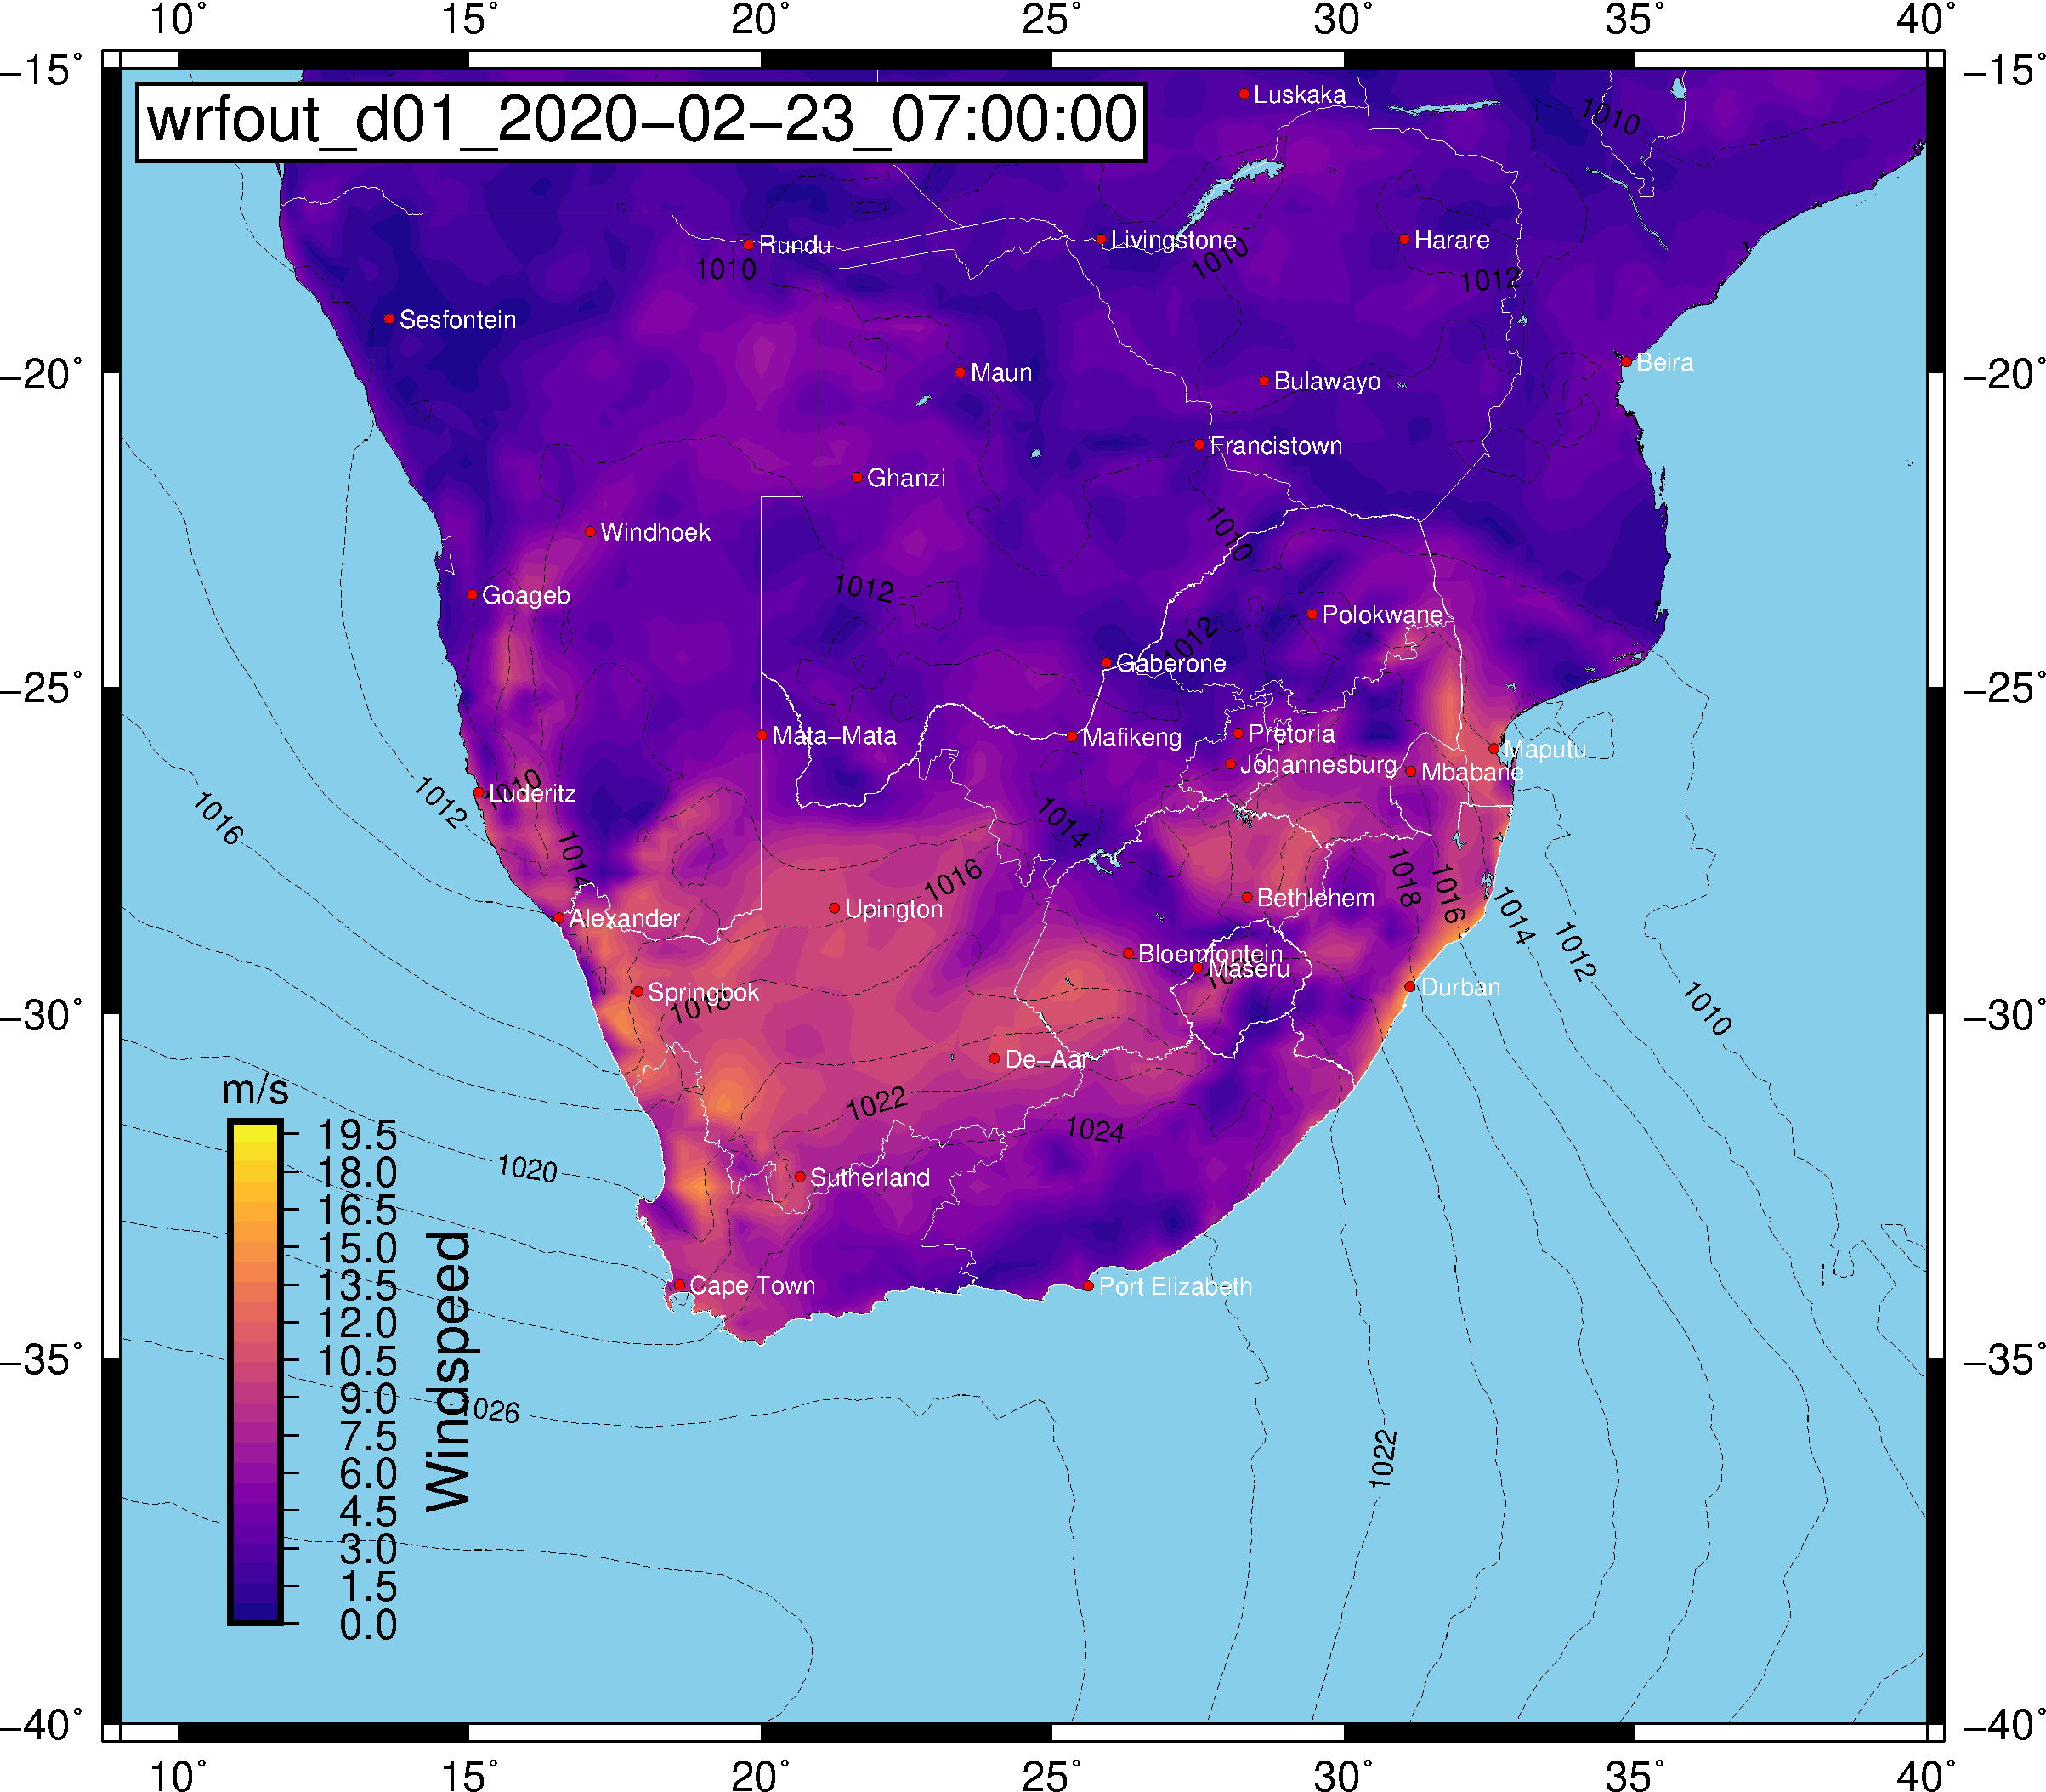 10° 15° 20° 25° 30° 35° 40°
−15° −15°
wrfout_d01_2020−02−23_07:00:00
Luskaka
1010
Rundu
Livingstone
Harare
1010
1010
1012
Sesfontein
Beira
Maun
Bulawayo
Francistown
−20° −20°
Ghanzi
Windhoek
1010
1012
Goageb
Polokwane
1012
Gaberone
−25° −25°
Mata−Mata
Mafikeng
Pretoria
Maputu
Johannesburg
Mbabane
1010
Luderitz
1012
1016
1014
1014
1016
1018
1016
1014
1012
1010
Upington
Bethlehem
Alexander
Bloemfontein
Maseru
Springbok
1018
Durban
−30° −30°
De−Aar
1022
1024
1020
Sutherland
Cape Town
Port Elizabeth
−35° −35°
1026
1022
m/s
19.5
18.0
16.5
15.0
13.5
12.0
10.5
9.0
7.5
6.0
4.5
3.0
1.5
0.0
Windspeed
−40° −40°
10° 15° 20° 25° 30° 35° 40°